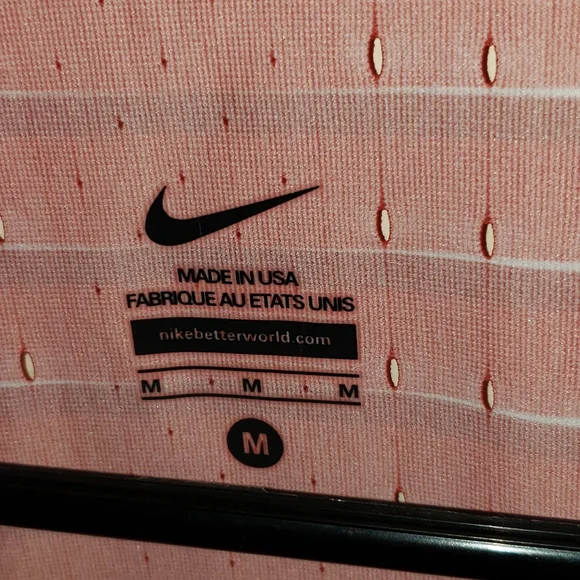 MADE IN USA
FABRIQUE AU ETATS UNIS
nikebetterworld.com
M M M
M